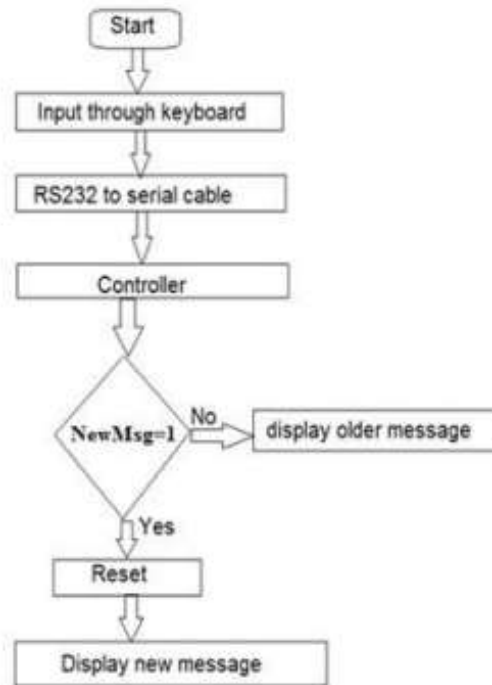 Start
Input through keyboard
RS232 to serial cable
Controller
NewMsg=1
No
display older message
Yes
Reset
Display new message